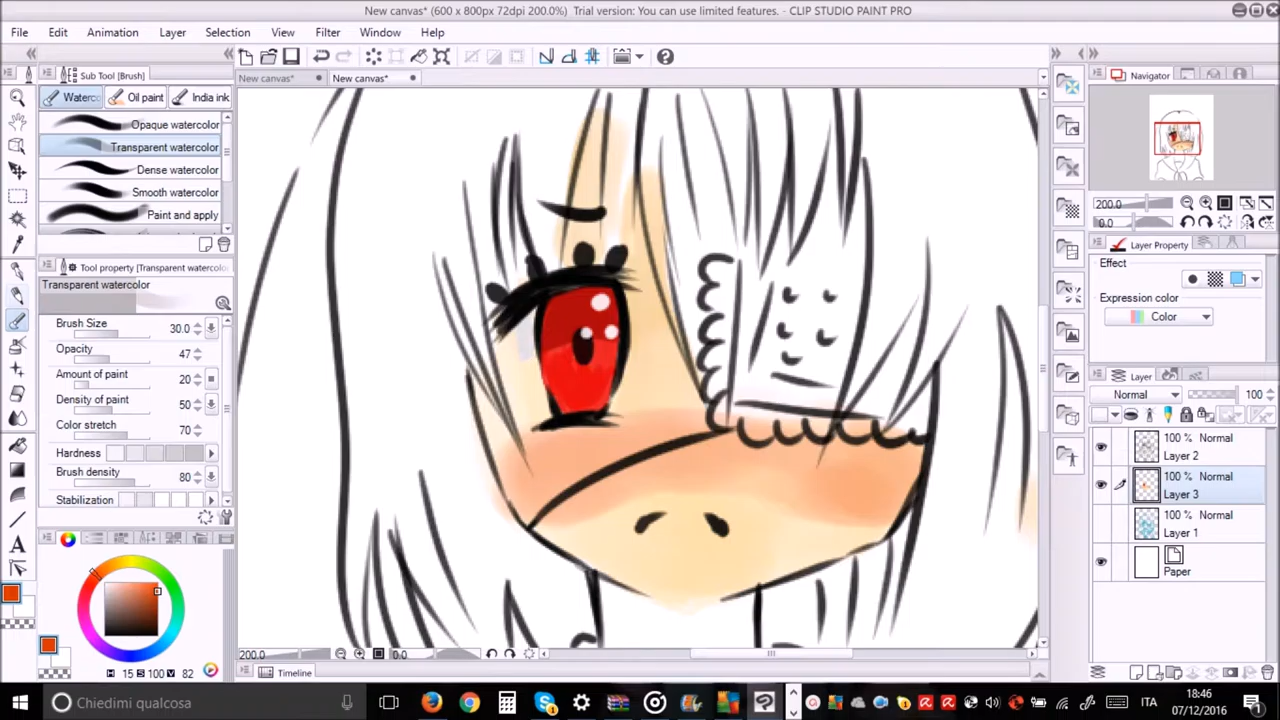 New canvas* (600 x 800px 72dpi 200.0%) Trial version: You can use limited features. - CLIP STUDIO PAINT PRO
File Edit Animation Layer Selection View Filter Window Help
Sub Tool [Brush]
New canvas* New canvas*
Navigator
Waterc Oil paint India ink
Opaque watercolor
Transparent watercolor
Dense watercolor
Smooth watercolor
Paint and apply
Tool property [Transparent watercolor]
Transparent watercolor
Brush Size 30.0
Opacity 47
Amount of paint 20
Density of paint 50
Color stretch 70
Hardness
Brush density 80
Stabilization
H 15 S 100 V 82
200.0 0.0
Timeline
200.0
0.0
Layer Property
Effect
Expression color
Color
Layer
Normal 100
100 % Normal
Layer 2
100 % Normal
Layer 3
100 % Normal
Layer 1
Paper
Chiedimi qualcosa
ITA
18:46
07/12/2016